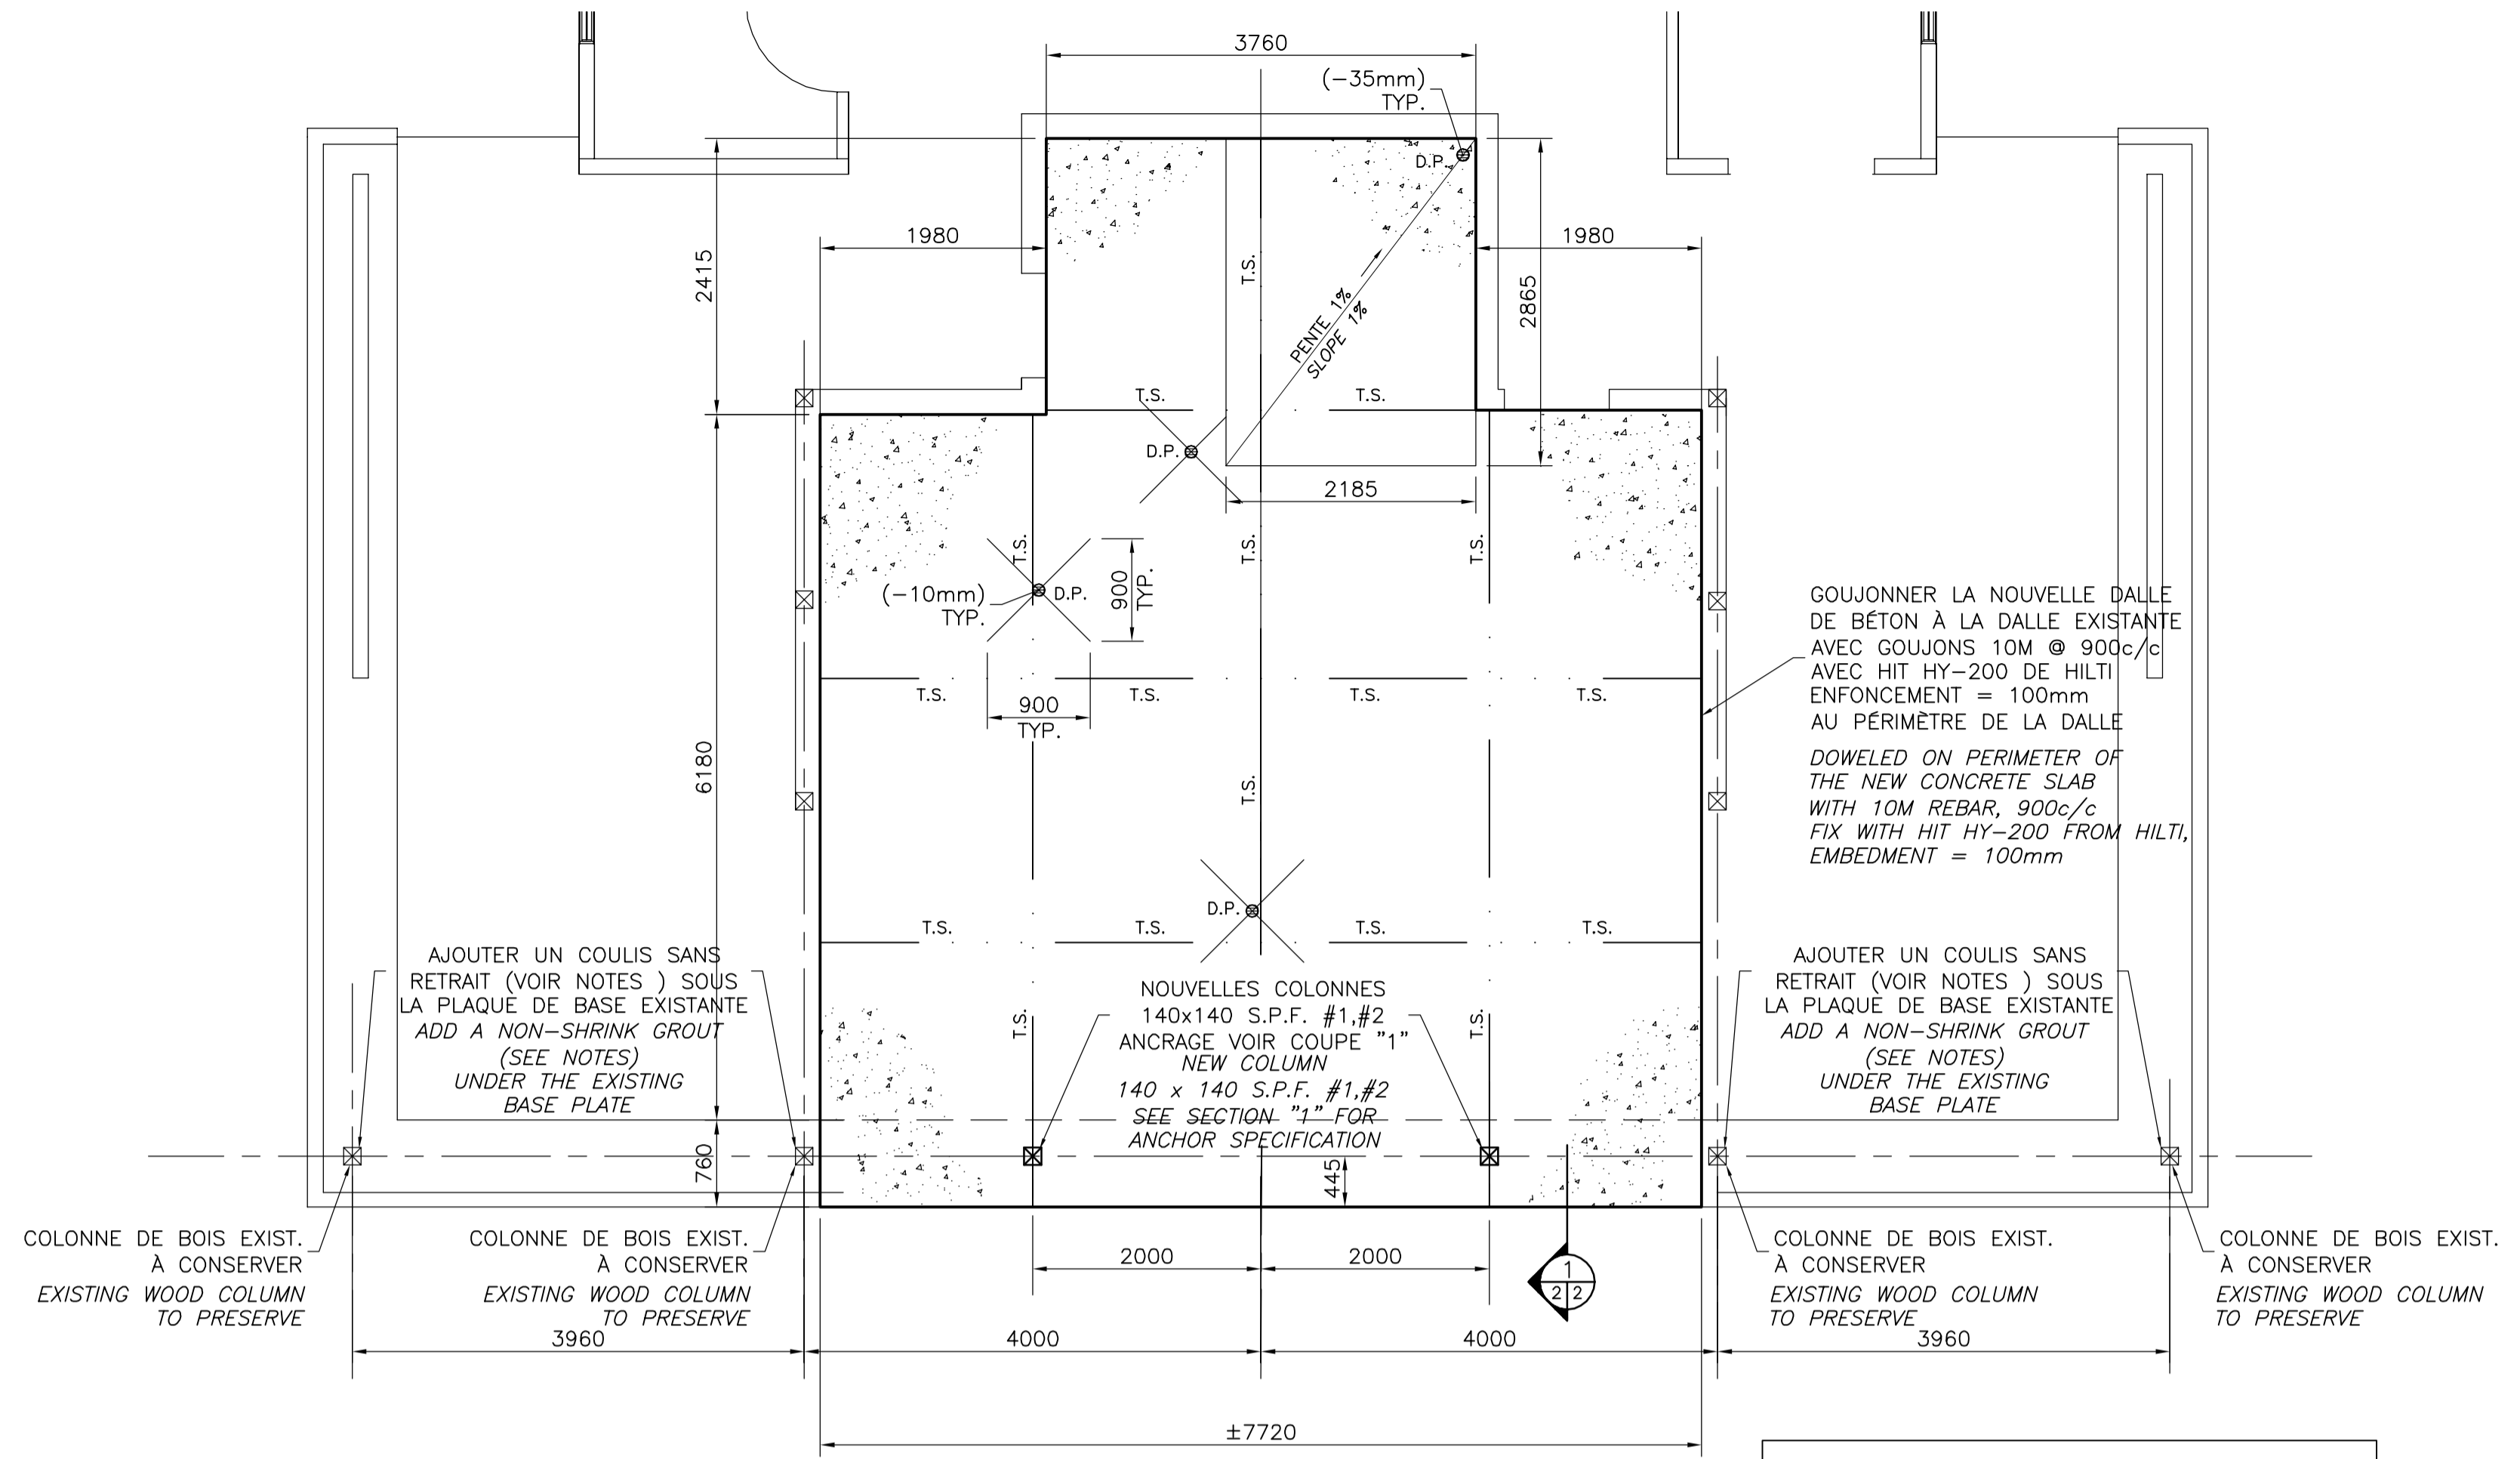 3760
(-35mm)
TYP.
D.P.
1980
1980
2415
T.S.
2865
PENTE 1%
SLOPE 1%
T.S.
T.S.
D.P.
2185
T.S.
T.S.
T.S.
(-10mm)
TYP.
D.P.
900
TYP.
GOUJONNER LA NOUVELLE DALLE
DE BÉTON À LA DALLE EXISTANTE
AVEC GOUJONS 10M @ 900c/c
AVEC HIT HY-200 DE HILTI
ENFONCEMENT = 100mm
AU PÉRIMÈTRE DE LA DALLE
DOWELED ON PERIMETER OF
THE NEW CONCRETE SLAB
WITH 10M REBAR, 900c/c
FIX WITH HIT HY-200 FROM HILTI,
EMBEDMENT = 100mm
T.S.
T.S.
T.S.
T.S.
900
TYP.
6180
T.S.
D.P.
T.S.
T.S.
T.S.
T.S.
AJOUTER UN COULIS SANS
RETRAIT (VOIR NOTES ) SOUS
LA PLAQUE DE BASE EXISTANTE
ADD A NON-SHRINK GROUT
(SEE NOTES)
UNDER THE EXISTING
BASE PLATE
T.S.
NOUVELLES COLONNES
140x140 S.P.F. #1,#2
ANCRAGE VOIR COUPE "1"
NEW COLUMN
140 x 140 S.P.F. #1,#2
SEE SECTION "1" FOR
ANCHOR SPECIFICATION
T.S.
AJOUTER UN COULIS SANS
RETRAIT (VOIR NOTES ) SOUS
LA PLAQUE DE BASE EXISTANTE
ADD A NON-SHRINK GROUT
(SEE NOTES)
UNDER THE EXISTING
BASE PLATE
760
445
COLONNE DE BOIS EXIST.
À CONSERVER
EXISTING WOOD COLUMN
TO PRESERVE
COLONNE DE BOIS EXIST.
À CONSERVER
EXISTING WOOD COLUMN
TO PRESERVE
2000
2000
1
2 2
COLONNE DE BOIS EXIST.
À CONSERVER
EXISTING WOOD COLUMN
TO PRESERVE
COLONNE DE BOIS EXIST.
À CONSERVER
EXISTING WOOD COLUMN
TO PRESERVE
3960
4000
4000
3960
±7720